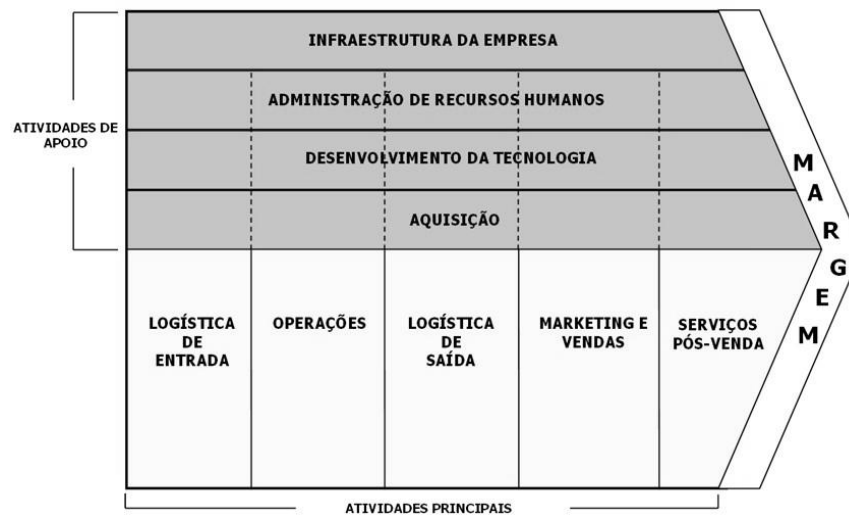 INFRAESTRUTURA DA EMPRESA
ADMINISTRAÇÃO DE RECURSOS HUMANOS
ATIVIDADES DE
APOIO
DESENVOLVIMENTO DA TECNOLOGIA
AQUISIÇÃO
MARGEM
LOGÍSTICA
DE
ENTRADA
OPERAÇÕES
LOGÍSTICA
DE
SAÍDA
MARKETING E
VENDAS
SERVIÇOS
PÓS-VENDA
ATIVIDADES PRINCIPAIS